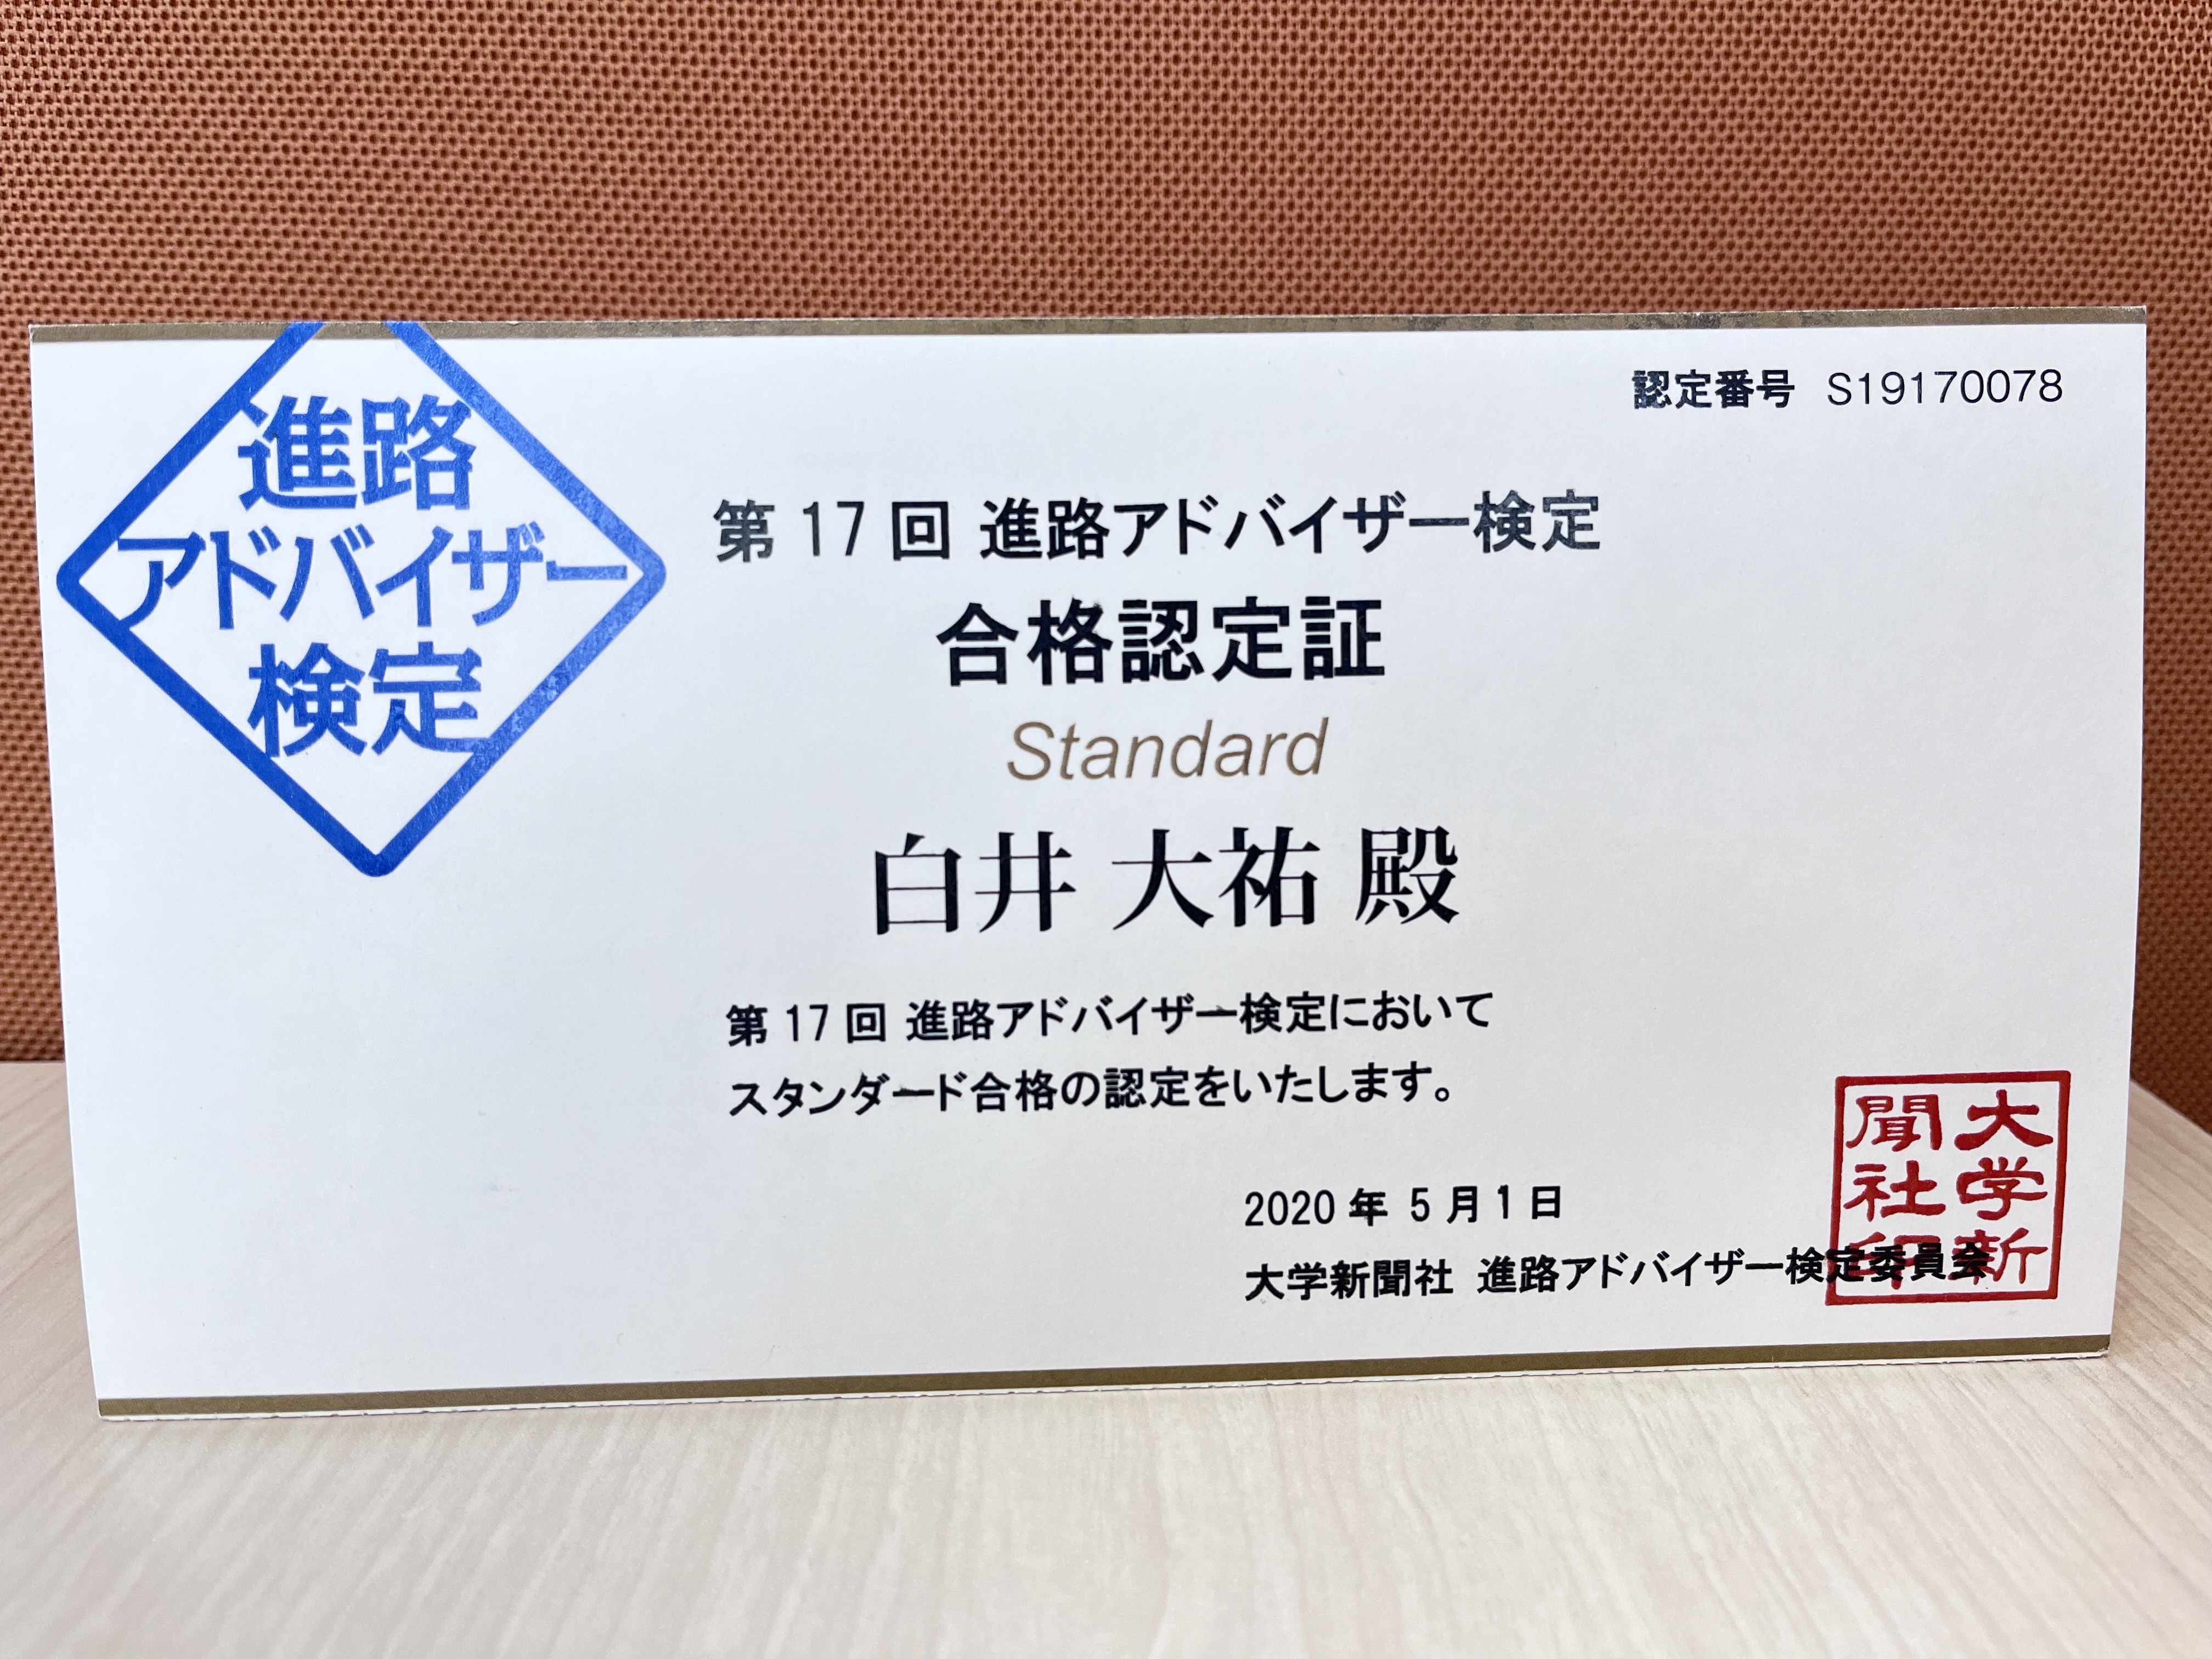 進路
アドバイザー
検定
認定番号 S19170078
第 17 回 進路アドバイザー検定
合格認定証
Standard
白井 大祐 殿
第 17 回 進路アドバイザー検定において
スタンダード合格の認定をいたします。
2020 年 5 月 1 日
大学新聞社 進路アドバイザー検定委員会
大学新
聞社印